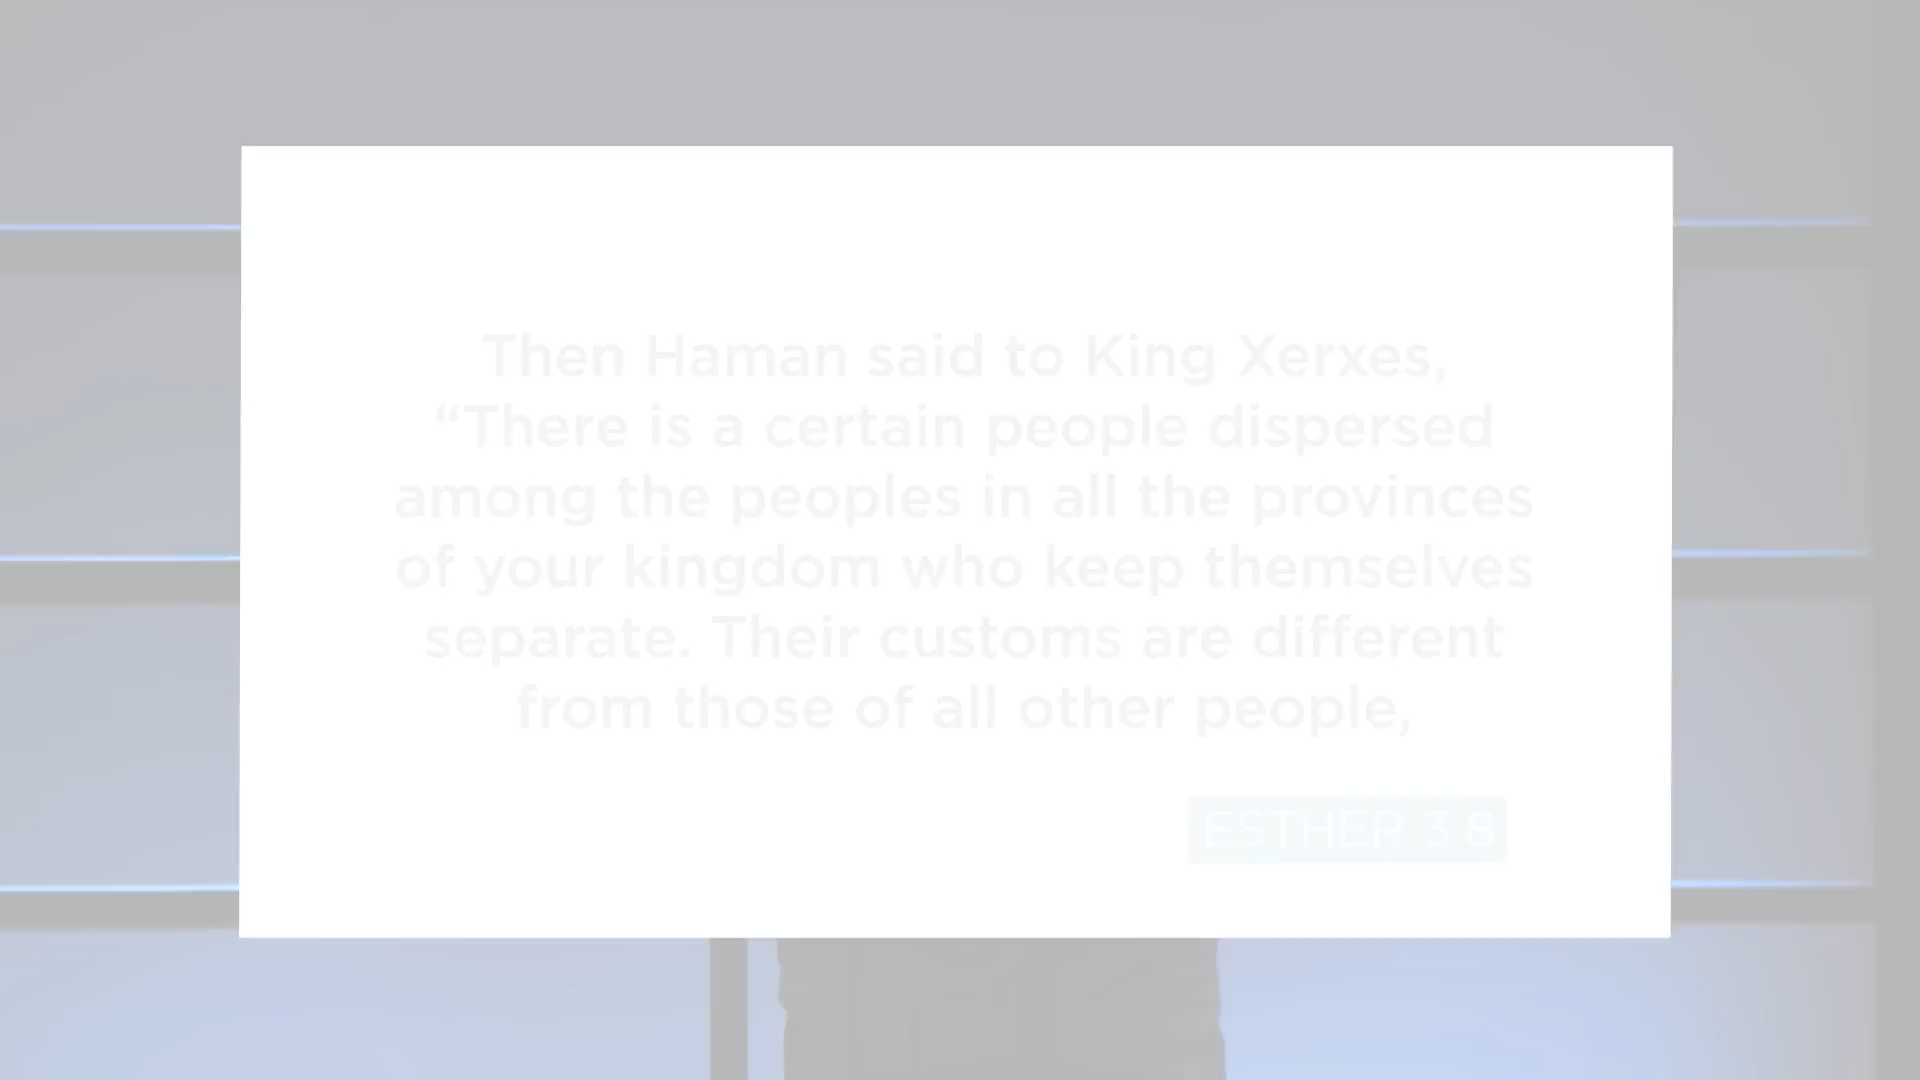 Then Haman said to King Xerxes,
“There is a certain people dispersed
among the peoples in all the provinces
of your kingdom who keep themselves
separate. Their customs are different
from those of all other people,
ESTHER 3:8